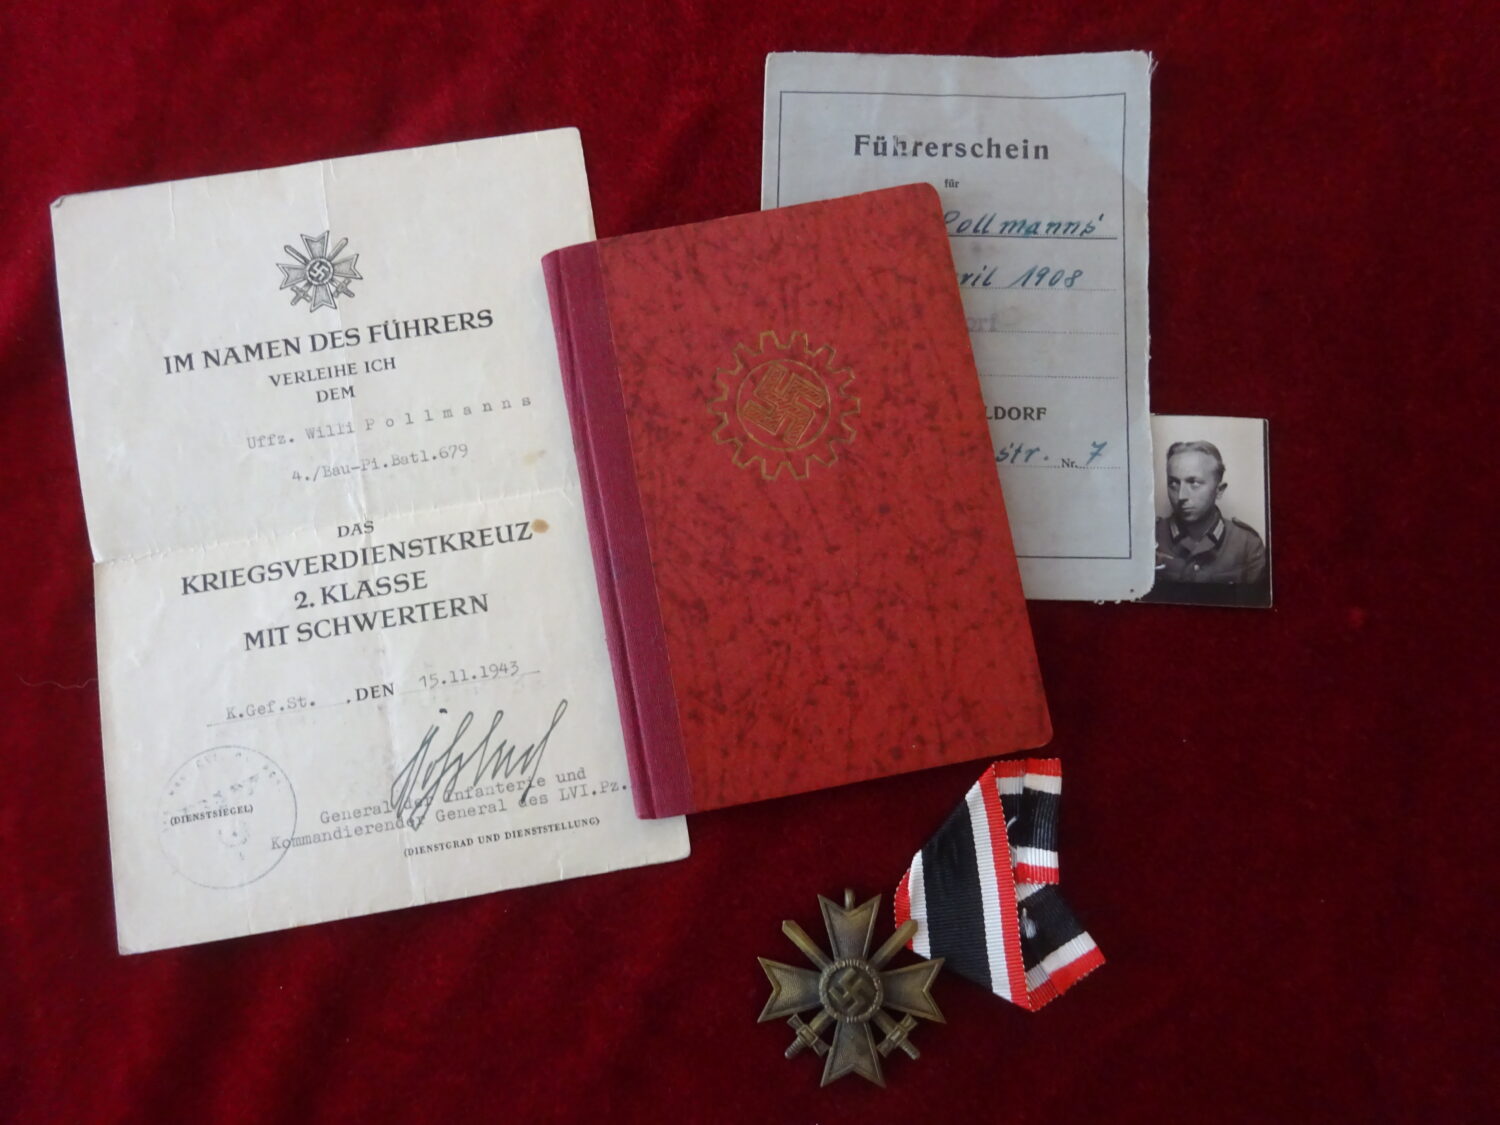 IM NAMEN DES FÜHRERS
VERLEIHE ICH
DEM
Uffz. Willi Pollmanns
4./Bau-Pi.Batl.679
DAS
KRIEGSVERDIENSTKREUZ
2. KLASSE
MIT SCHWERTERN
K.Gef.St. , DEN 15.11.1943
General der Infanterie und
Kommandierender General des LVI.Pz.
(DIENSTSIEGEL)
(DIENSTGRAD UND DIENSTSTELLUNG)
Führerschein
für
Pollmanns
ril 1908
orf
LDORF
str. Nr. 7